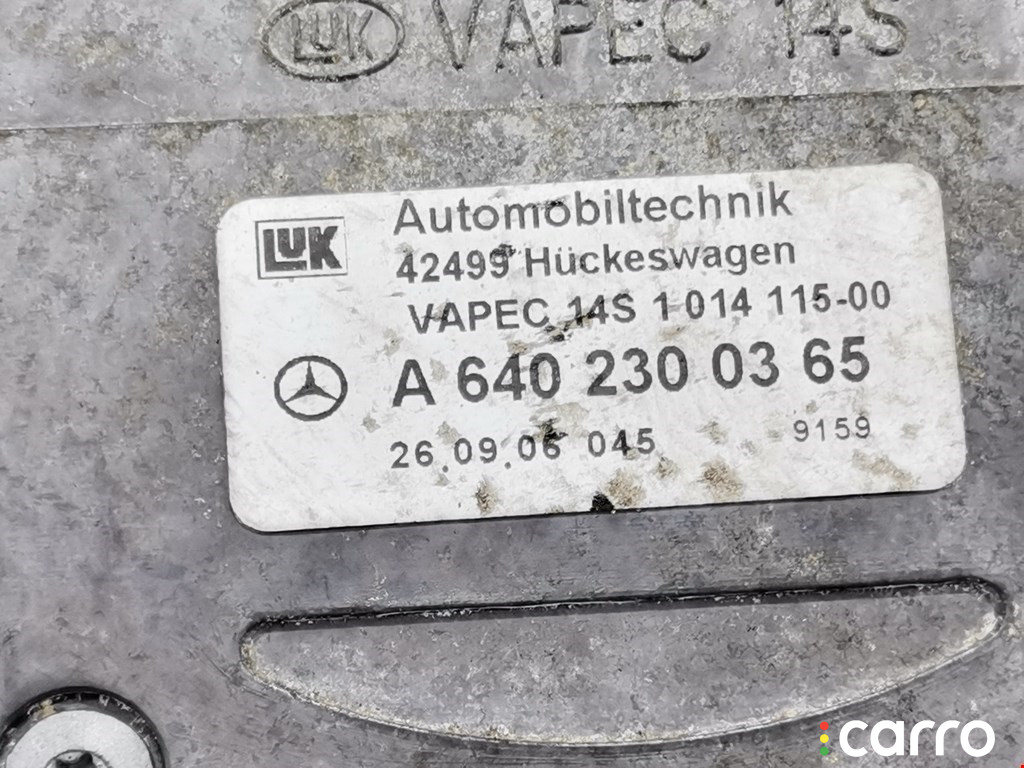 LUK VAPEC 14S
LUK Automobiltechnik
42499 Hückeswagen
VAPEC 14S 1 014 115-00
A 640 230 03 65
26.09.06 045 9159
carro